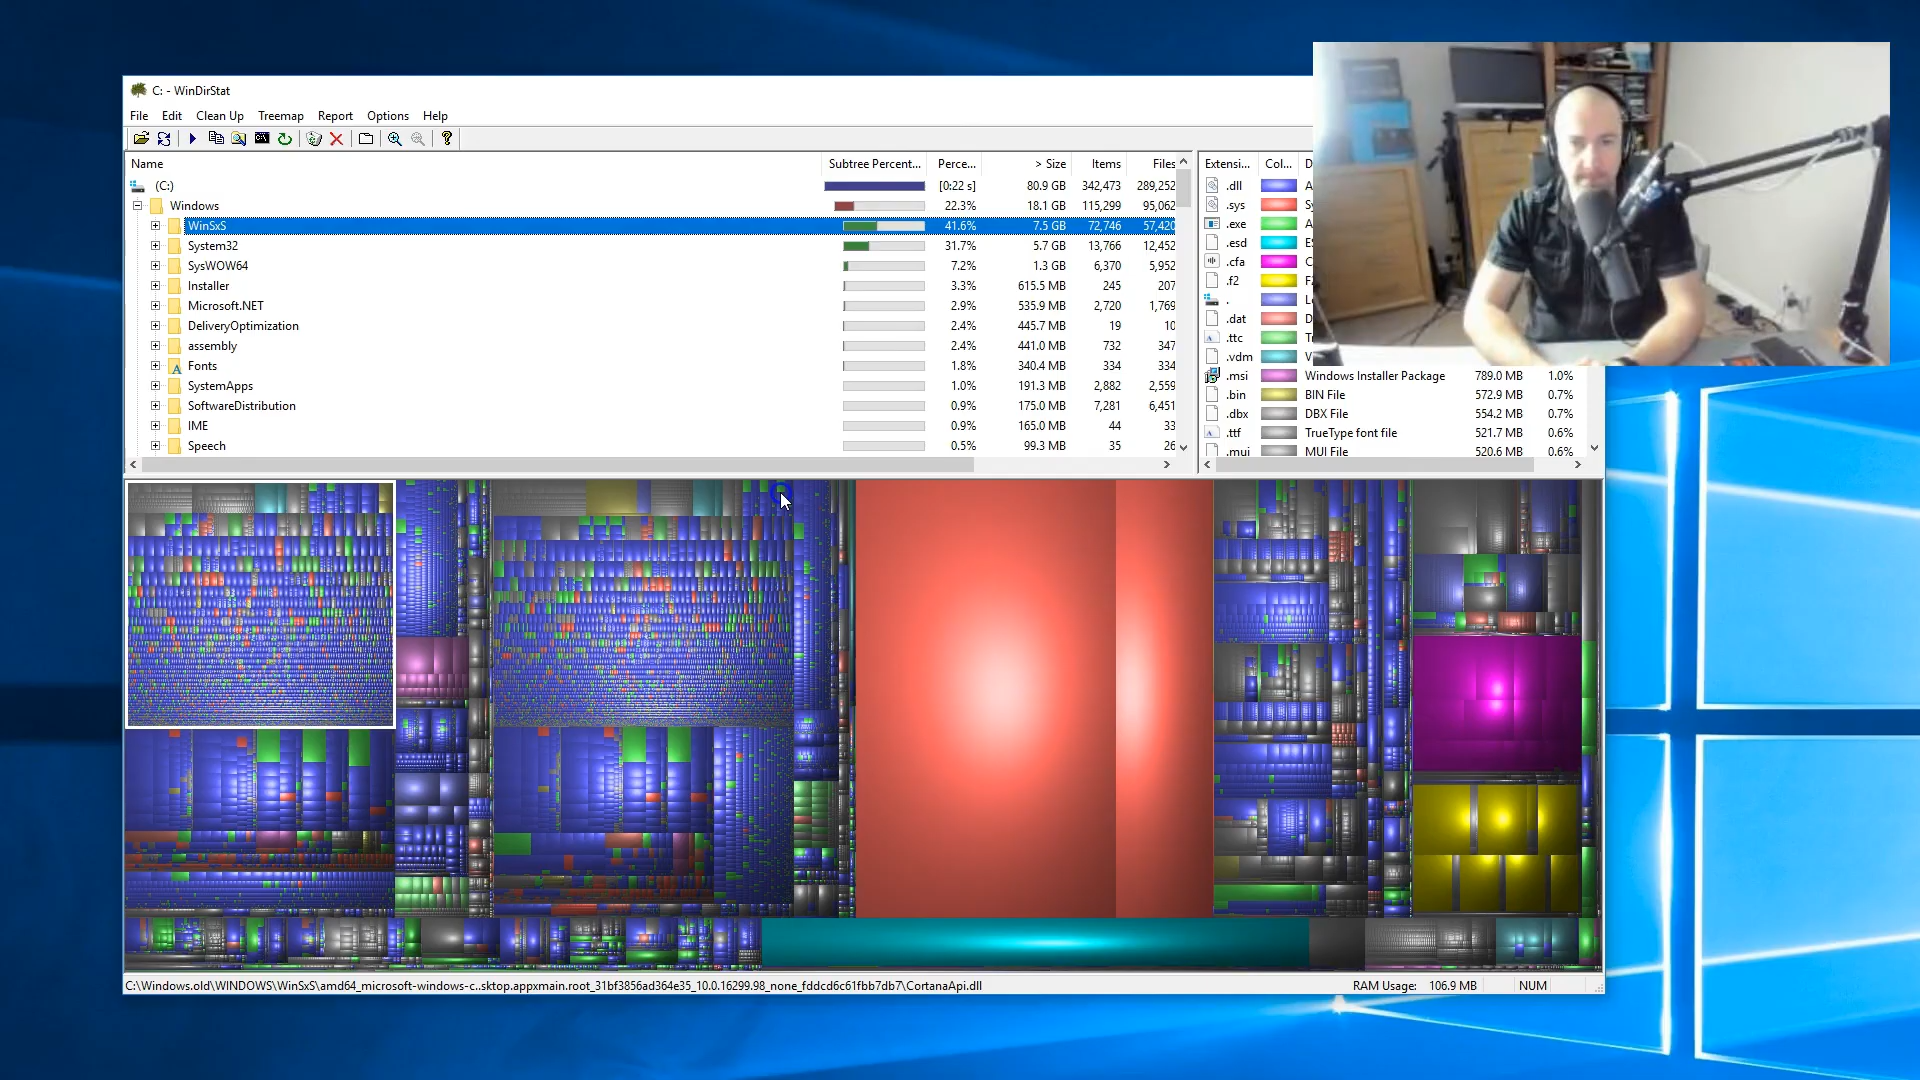 C: - WinDirStat
File Edit Clean Up Treemap Report Options Help
Name Subtree Percent... Perce... > Size Items Files
(C:) [0:22 s] 80.9 GB 342,473 289,252
Windows 22.3% 18.1 GB 115,299 95,062
WinSxS 41.6% 7.5 GB 72,746 57,420
System32 31.7% 5.7 GB 13,766 12,452
SysWOW64 7.2% 1.3 GB 6,370 5,952
Installer 3.3% 615.5 MB 245 207
Microsoft.NET 2.9% 535.9 MB 2,720 1,769
DeliveryOptimization 2.4% 445.7 MB 19 10
assembly 2.4% 441.0 MB 732 347
Fonts 1.8% 340.4 MB 334 334
SystemApps 1.0% 191.3 MB 2,882 2,559
SoftwareDistribution 0.9% 175.0 MB 7,281 6,451
IME 0.9% 165.0 MB 44 33
Speech 0.5% 99.3 MB 35 26
Extensi... Col... D
.dll A
.sys S
.exe A
.esd E
.cfa C
.f2 F
. L
.dat D
.ttc T
.vdm V
.msi Windows Installer Package 789.0 MB 1.0%
.bin BIN File 572.9 MB 0.7%
.dbx DBX File 554.2 MB 0.7%
.ttf TrueType font file 521.7 MB 0.6%
.mui MUI File 520.6 MB 0.6%
C:\Windows.old\WINDOWS\WinSxS\amd64_microsoft-windows-c..sktop.appxmain.root_31bf3856ad364e35_10.0.16299.98_none_fddcd6c61fbb7db7\CortanaApi.dll
RAM Usage: 106.9 MB NUM